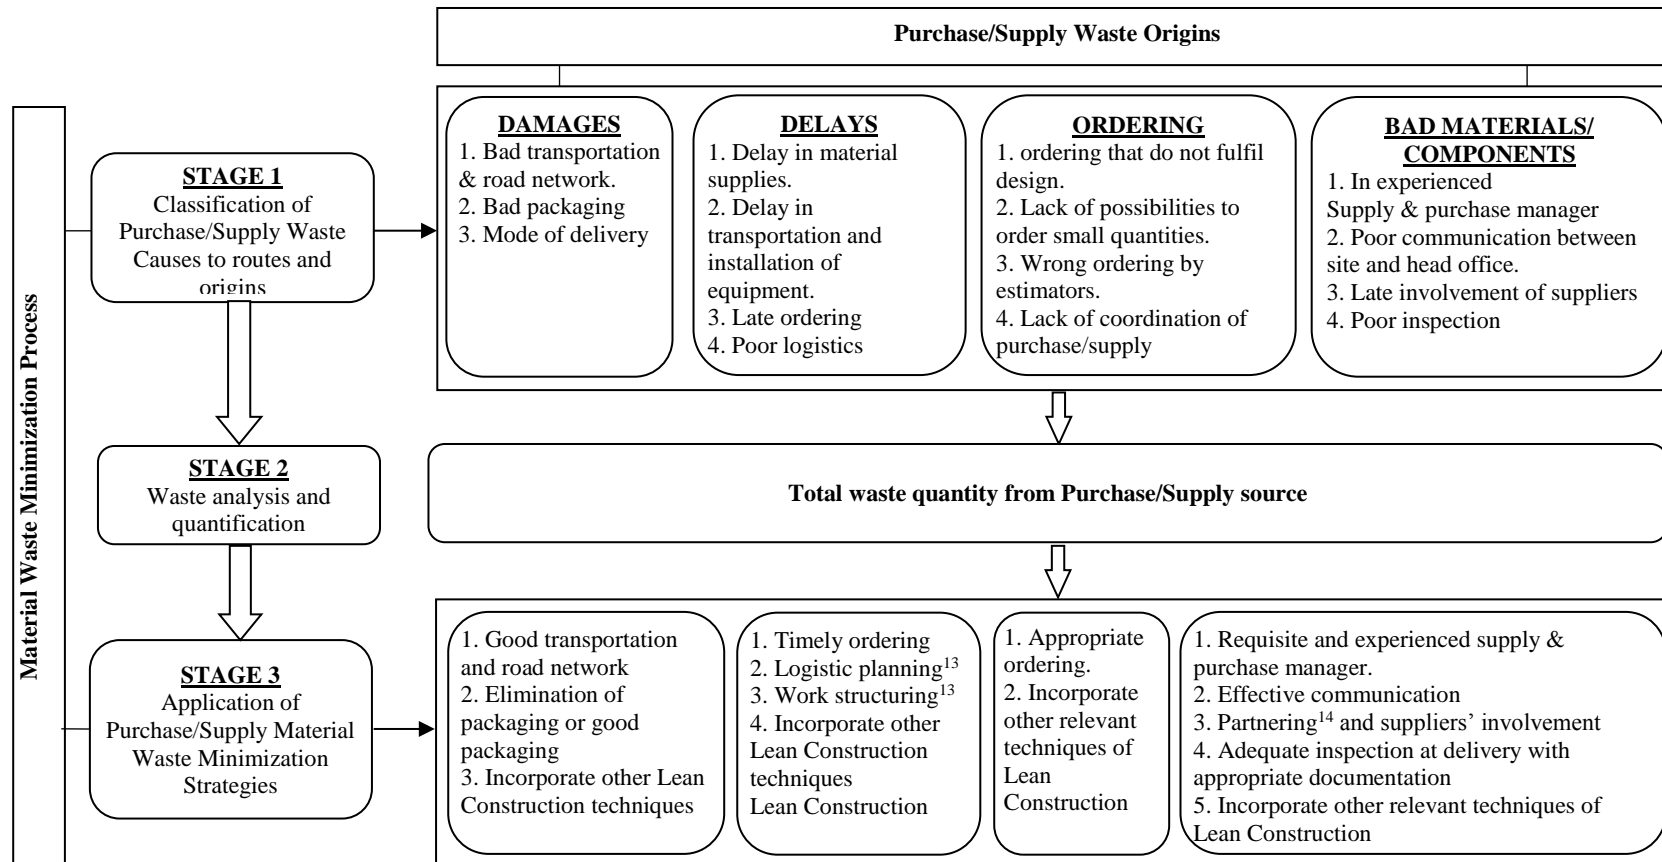 Purchase/Supply Waste Origins
Material Waste Minimization Process
STAGE 1
Classification of
Purchase/Supply Waste
Causes to routes and
origins
DAMAGES
1. Bad transportation
& road network.
2. Bad packaging
3. Mode of delivery
DELAYS
1. Delay in material
supplies.
2. Delay in
transportation and
installation of
equipment.
3. Late ordering
4. Poor logistics
ORDERING
1. ordering that do not fulfil
design.
2. Lack of possibilities to
order small quantities.
3. Wrong ordering by
estimators.
4. Lack of coordination of
purchase/supply
BAD MATERIALS/
COMPONENTS
1. In experienced
Supply & purchase manager
2. Poor communication between
site and head office.
3. Late involvement of suppliers
4. Poor inspection
STAGE 2
Waste analysis and
quantification
Total waste quantity from Purchase/Supply source
STAGE 3
Application of
Purchase/Supply Material
Waste Minimization
Strategies
1. Good transportation
and road network
2. Elimination of
packaging or good
packaging
3. Incorporate other Lean
Construction techniques
1. Timely ordering
2. Logistic planning¹³
3. Work structuring¹³
4. Incorporate other
Lean Construction
techniques
Lean Construction
1. Appropriate
ordering.
2. Incorporate
other relevant
techniques of
Lean
Construction
1. Requisite and experienced supply &
purchase manager.
2. Effective communication
3. Partnering¹⁴ and suppliers’ involvement
4. Adequate inspection at delivery with
appropriate documentation
5. Incorporate other relevant techniques of
Lean Construction